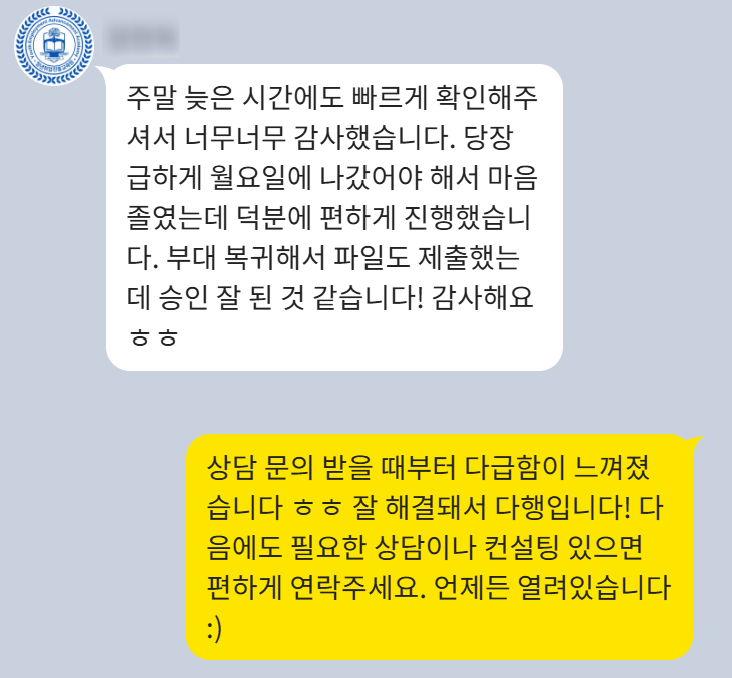 주말 늦은 시간에도 빠르게 확인해주
셔서 너무너무 감사했습니다. 당장
급하게 월요일에 나갔어야 해서 마음
졸였는데 덕분에 편하게 진행했습니
다. 부대 복귀해서 파일도 제출했는
데 승인 잘 된 것 같습니다! 감사해요
ㅎㅎ
상담 문의 받을 때부터 다급함이 느껴졌
습니다 ㅎㅎ 잘 해결돼서 다행입니다! 다
음에도 필요한 상담이나 컨설팅 있으면
편하게 연락주세요. 언제든 열려있습니다
:)